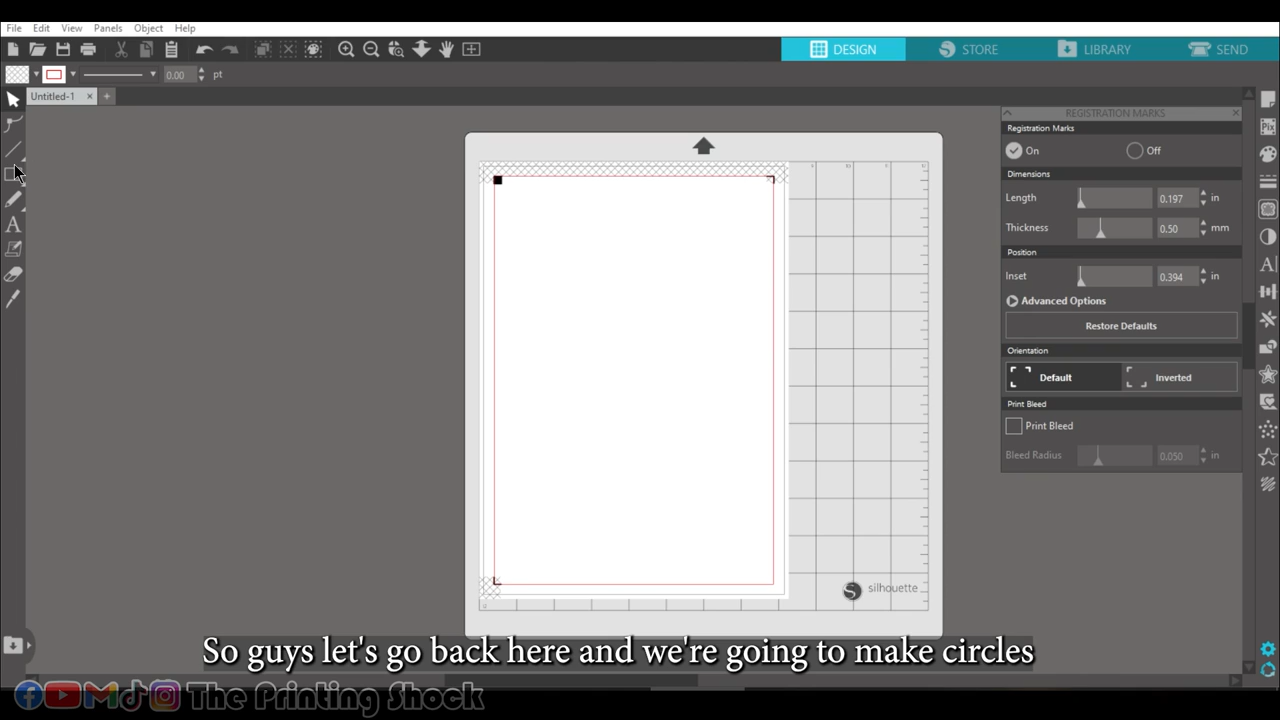 File Edit View Panels Object Help
DESIGN STORE LIBRARY SEND
0.00 pt
Untitled-1
REGISTRATION MARKS
Registration Marks
On Off
Dimensions
Length 0.197 in
Thickness 0.50 mm
Position
Inset 0.394 in
Advanced Options
Restore Defaults
Orientation
Default Inverted
Print Bleed
Print Bleed
Bleed Radius 0.050 in
silhouette
So guys let's go back here and we're going to make circles
The Printing Shock